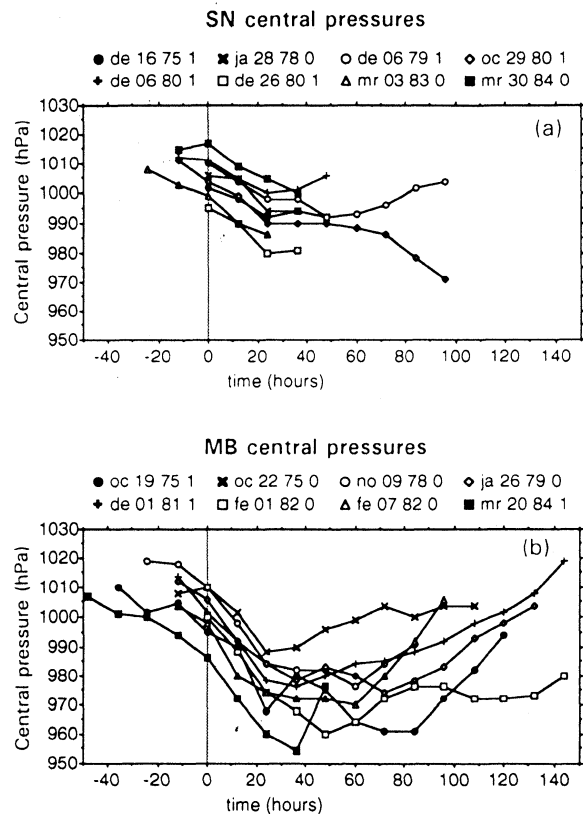 SN central pressures
de 16 75 1 ja 28 78 0 de 06 79 1 oc 29 80 1
de 06 80 1 de 26 80 1 mr 03 83 0 mr 30 84 0
(a)
Central pressure (hPa)
1030
1020
1010
1000
990
980
970
960
950
-40 -20 0 20 40 60 80 100 120 140
time (hours)
MB central pressures
oc 19 75 1 oc 22 75 0 no 09 78 0 ja 26 79 0
de 01 81 1 fe 01 82 0 fe 07 82 0 mr 20 84 1
(b)
Central pressure (hPa)
1030
1020
1010
1000
990
980
970
960
950
-40 -20 0 20 40 60 80 100 120 140
time (hours)